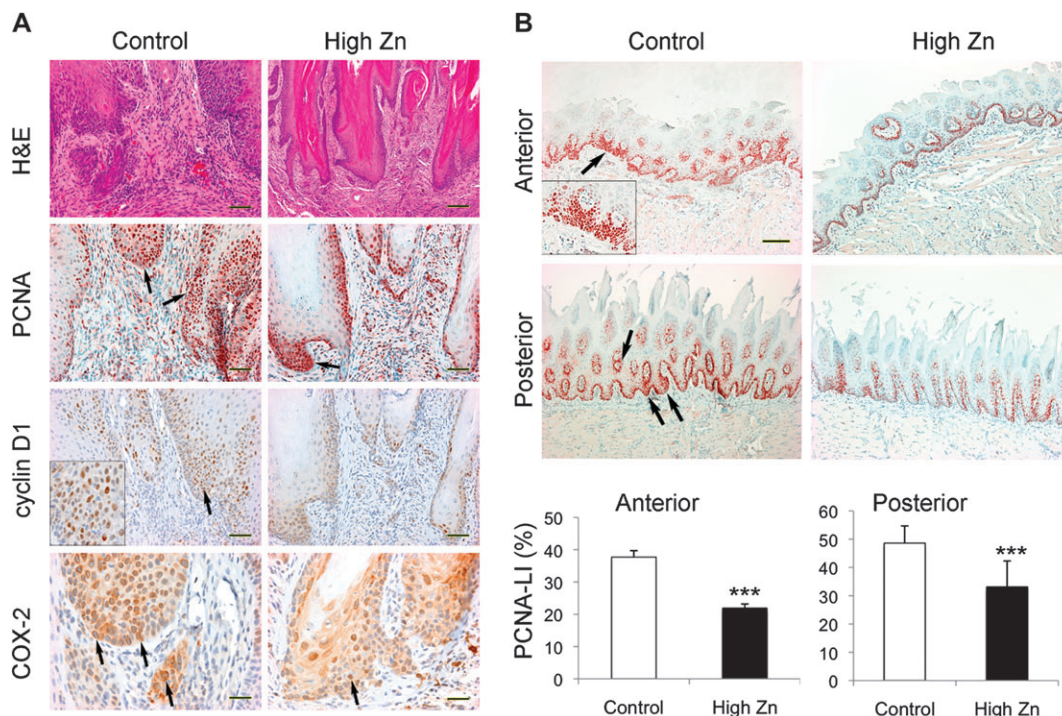 A
Control
High Zn
H&E
PCNA
cyclin D1
COX-2
B
Control
High Zn
Anterior
Posterior
Anterior
PCNA-LI (%)
50
40
30
20
10
0
***
Control
High Zn
Posterior
60
50
40
30
20
10
0
***
Control
High Zn